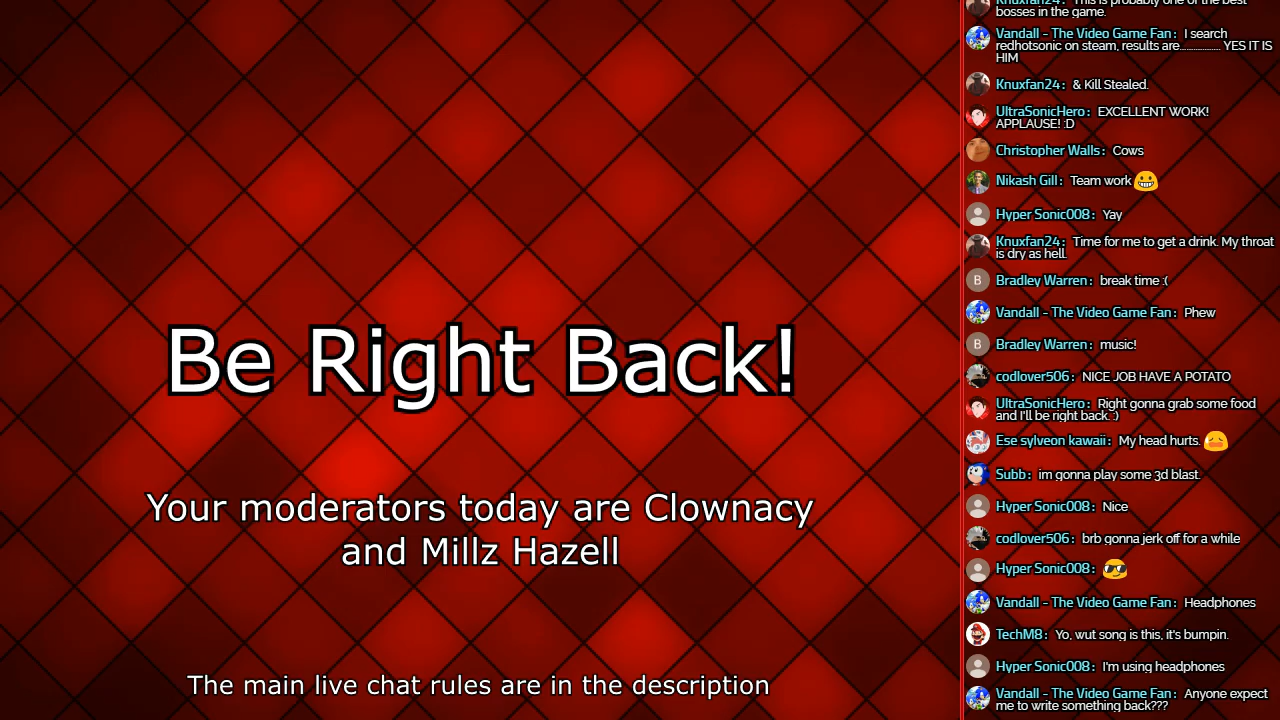 Be Right Back!
Your moderators today are Clownacy
and Millz Hazell
The main live chat rules are in the description
Knuxfan24: This is probably one of the best
bosses in the game.
Vandall - The Video Game Fan: I search
redhotsonic on steam, results are.................. YES IT IS
HIM
Knuxfan24: & Kill Stealed.
UltraSonicHero: EXCELLENT WORK!
APPLAUSE! :D
Christopher Walls: Cows
Nikash Gill: Team work 😀
Hyper Sonic008: Yay
Knuxfan24: Time for me to get a drink. My throat
is dry as hell.
B
Bradley Warren: break time :(
Vandall - The Video Game Fan: Phew
B
Bradley Warren: music!
codlover506: NICE JOB HAVE A POTATO
UltraSonicHero: Right gonna grab some food
and I'll be right back. :)
Ese sylveon kawaii: My head hurts. 😩
Subb: im gonna play some 3d blast.
Hyper Sonic008: Nice
codlover506: brb gonna jerk off for a while
Hyper Sonic008: 😎
Vandall - The Video Game Fan: Headphones
TechM8: Yo, wut song is this, it's bumpin.
Hyper Sonic008: I'm using headphones
Vandall - The Video Game Fan: Anyone expect
me to write something back???